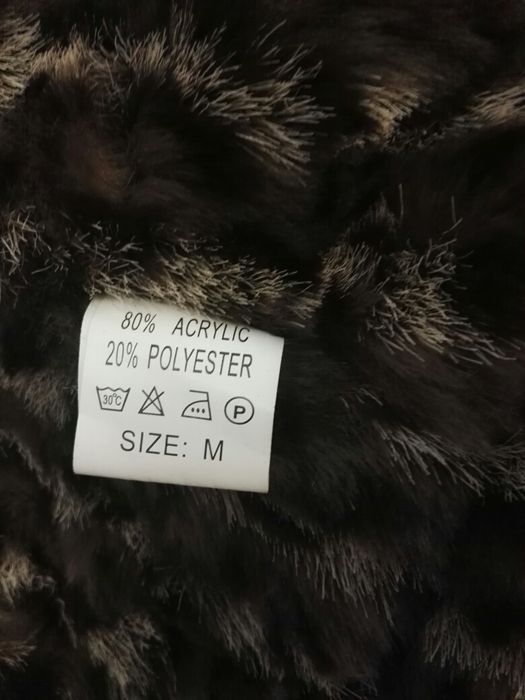 80% ACRYLIC
20% POLYESTER
30°C P
SIZE: M